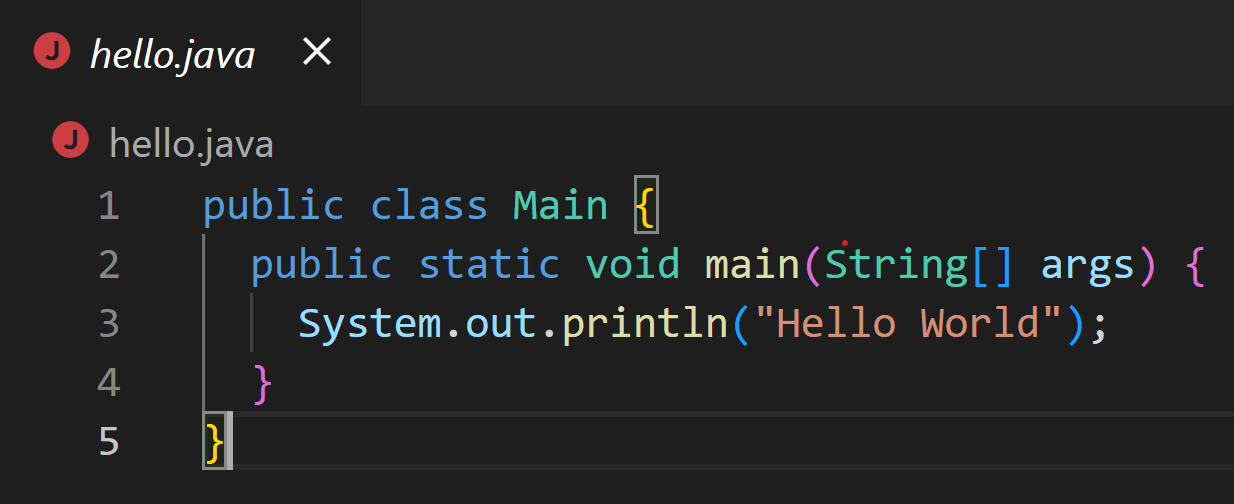 J hello.java ×
J hello.java
1 public class Main {
2   public static void main(String[] args) {
3     System.out.println("Hello World");
4   }
5 }